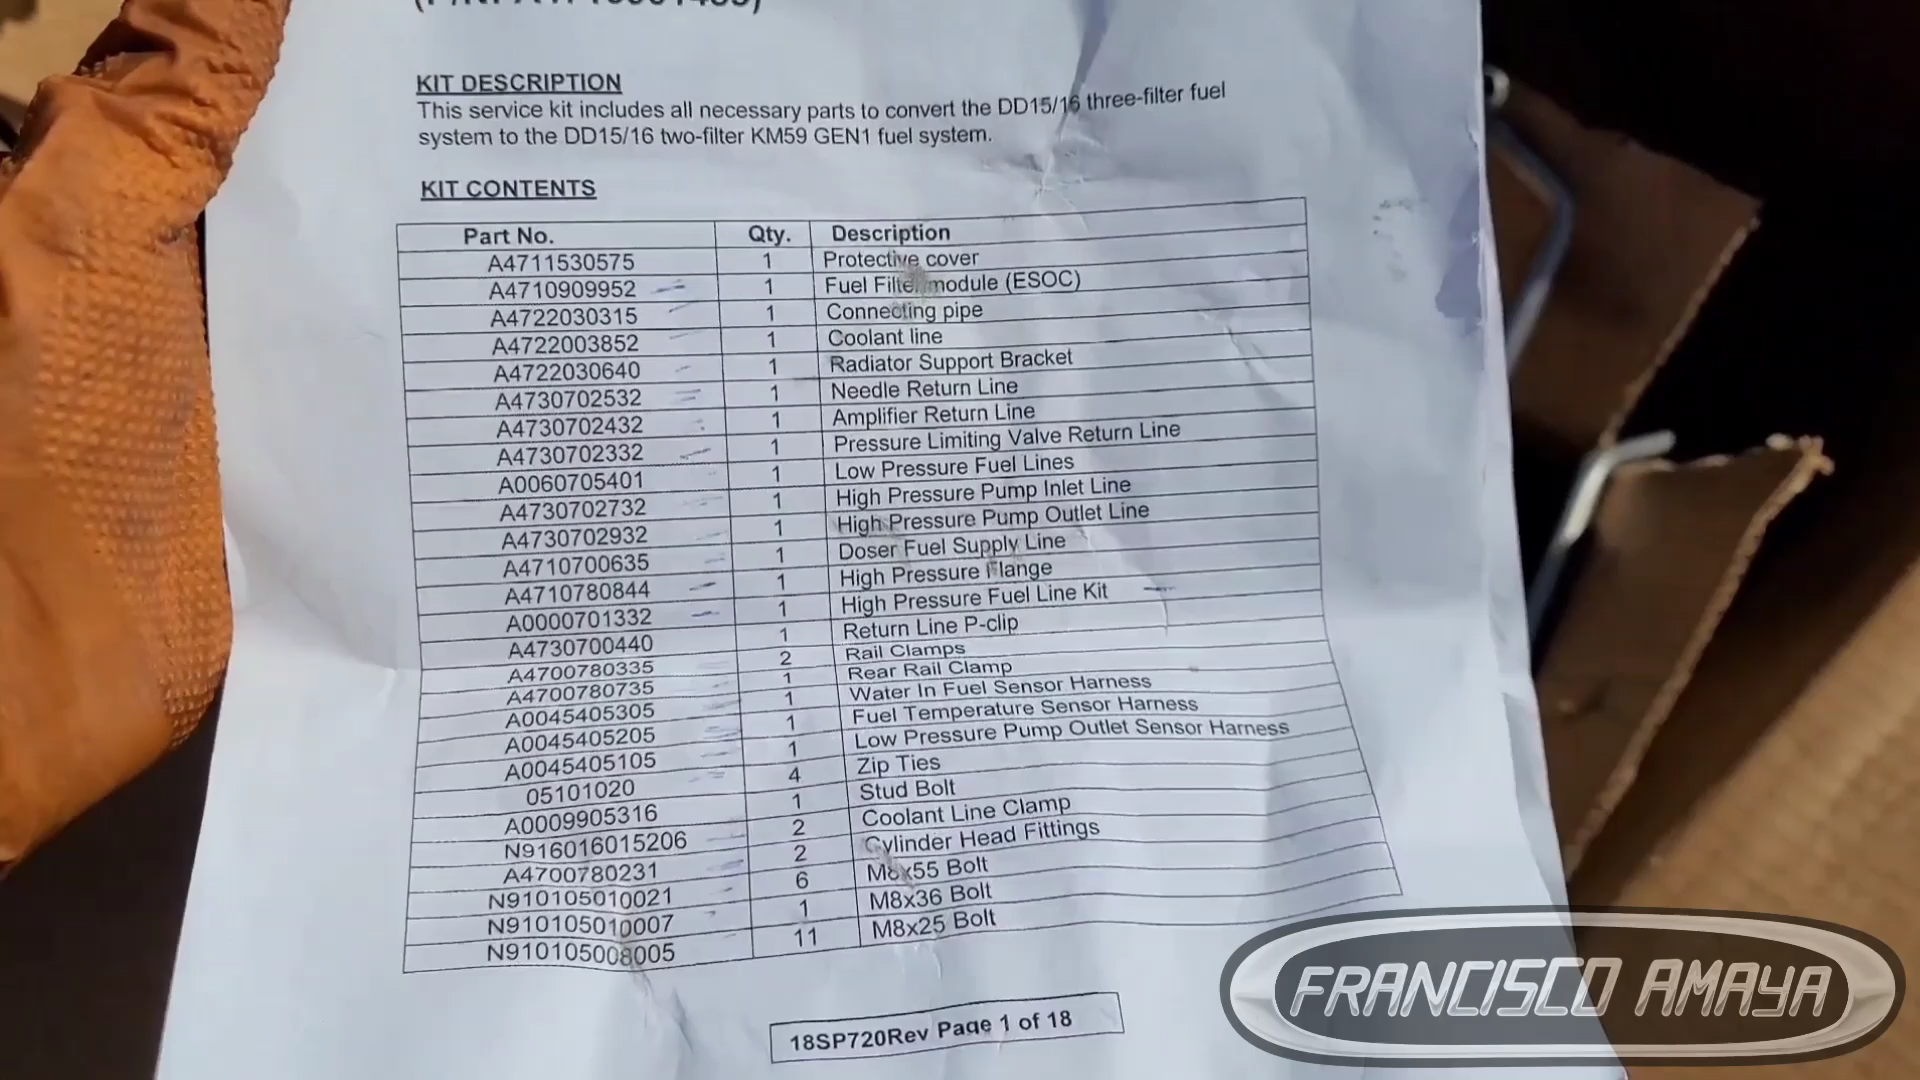 KIT DESCRIPTION
This service kit includes all necessary parts to convert the DD15/16 three-filter fuel
system to the DD15/16 two-filter KM59 GEN1 fuel system.
KIT CONTENTS
Part No. Qty. Description
A4711530575 1 Protective cover
A4710909952 1 Fuel Filter module (ESOC)
A4722030315 1 Connecting pipe
A4722003852 1 Coolant line
A4722030640 1 Radiator Support Bracket
A4730702532 1 Needle Return Line
A4730702432 1 Amplifier Return Line
A4730702332 1 Pressure Limiting Valve Return Line
A0060705401 1 Low Pressure Fuel Lines
A4730702732 1 High Pressure Pump Inlet Line
A4730702932 1 High Pressure Pump Outlet Line
A4710700635 1 Doser Fuel Supply Line
A4710780844 1 High Pressure Flange
A0000701332 1 High Pressure Fuel Line Kit
A4730700440 1 Return Line P-clip
A4700780335 2 Rail Clamps
A4700780735 1 Rear Rail Clamp
A0045405305 1 Water In Fuel Sensor Harness
A0045405205 1 Fuel Temperature Sensor Harness
A0045405105 1 Low Pressure Pump Outlet Sensor Harness
05101020 4 Zip Ties
A0009905316 1 Stud Bolt
N916016015206 2 Coolant Line Clamp
A4700780231 2 Cylinder Head Fittings
N910105010021 6 M8x55 Bolt
N910105010007 1 M8x36 Bolt
N910105008005 11 M8x25 Bolt
18SP720Rev Page 1 of 18
FRANCISCO AMAYA